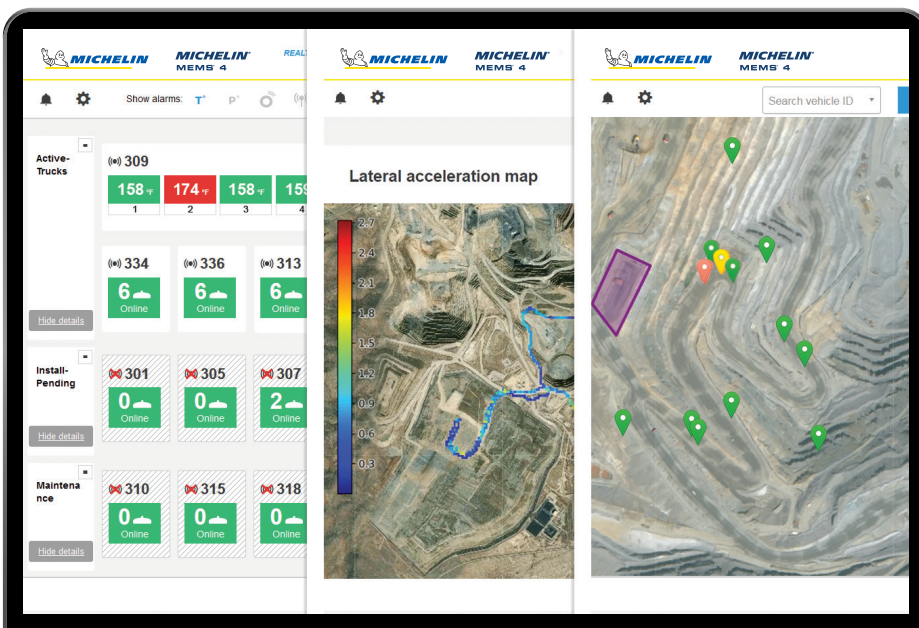 MICHELIN
MICHELIN
MEMS 4
Show alarms: T° P°
Active-
Trucks
309
158 °F
174 °F
158 °F
159
1
2
3
4
334
336
313
6
6
6
Online
Online
Online
Hide details
Install-
Pending
301
305
307
0
0
2
Online
Online
Online
Hide details
Maintena
nce
310
315
318
0
0
0
Online
Online
Online
Hide details
MICHELIN
MICHELIN
MEMS 4
Lateral acceleration map
2.7
2.4
2.1
1.8
1.5
1.2
0.9
0.6
0.3
MICHELIN
MICHELIN
MEMS 4
Search vehicle ID